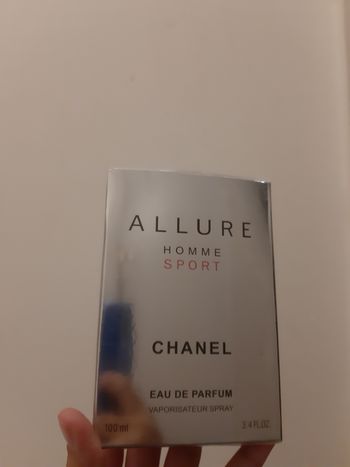 ALLURE
HOMME
SPORT
CHANEL
EAU DE PARFUM
VAPORISATEUR SPRAY
100 ml 3.4 FL.OZ.